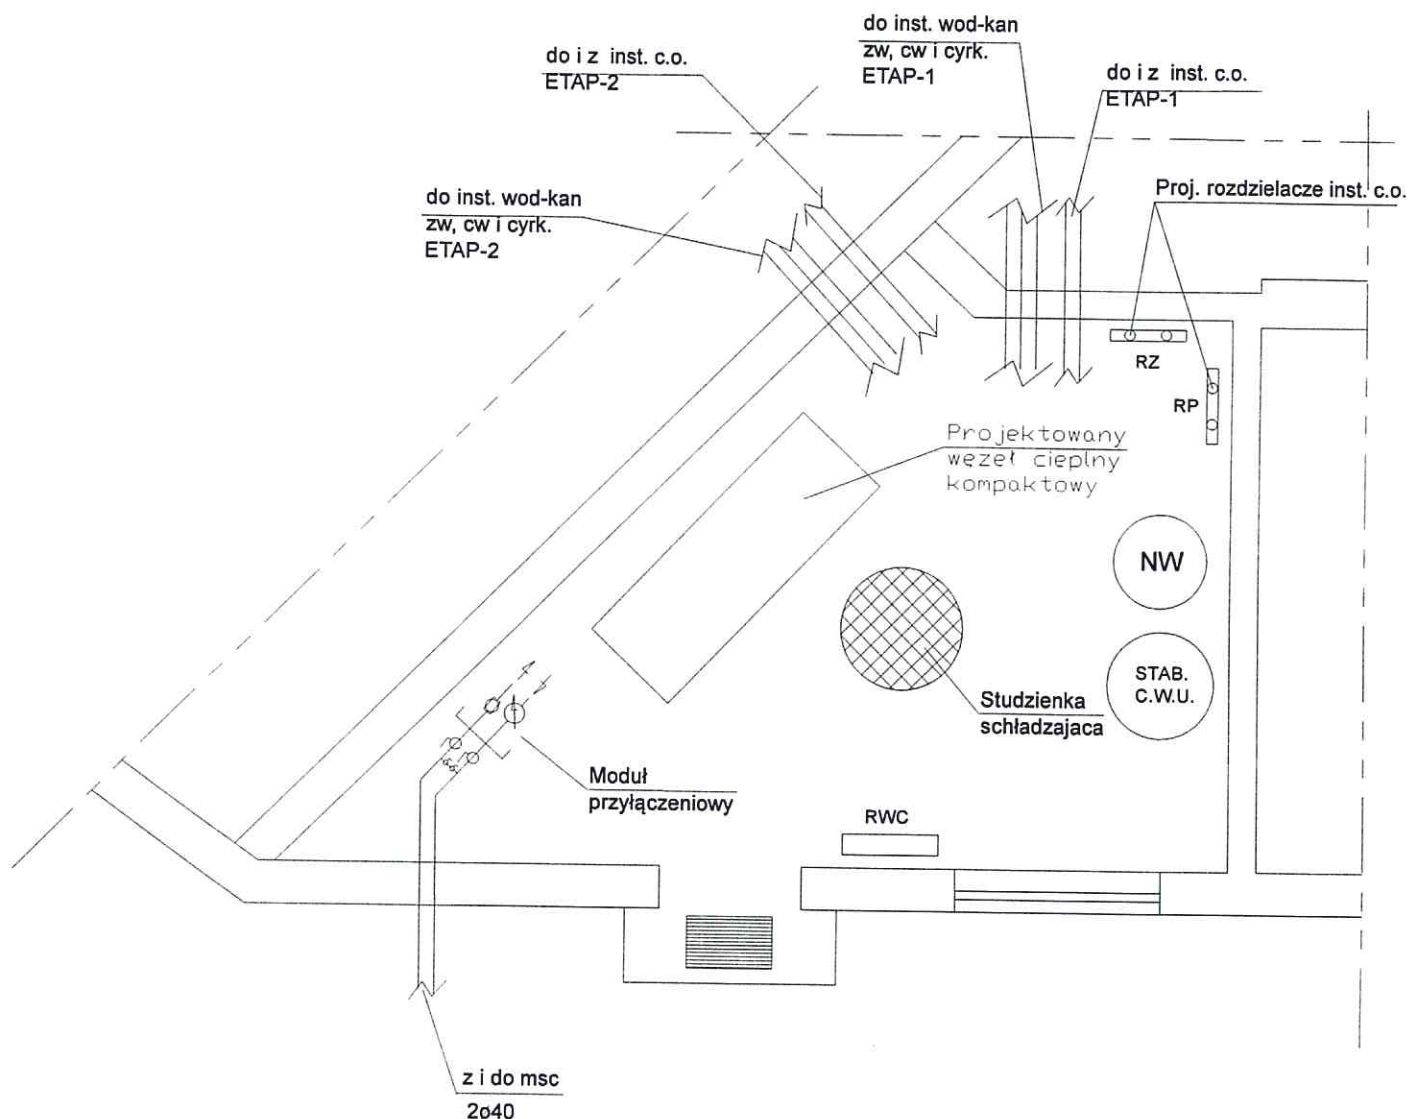 do inst. wod-kan
zw, cw i cyrk.
ETAP-1
do i z inst. c.o.
ETAP-2
do i z inst. c.o.
ETAP-1
do inst. wod-kan
zw, cw i cyrk.
ETAP-2
Proj. rozdzielacze inst. c.o.
RZ
RP
Projektowany
węzeł cieplny
kompaktowy
NW
STAB.
C.W.U.
Studzienka
schładzajaca
Moduł
przyłączeniowy
RWC
z i do msc
2ø40